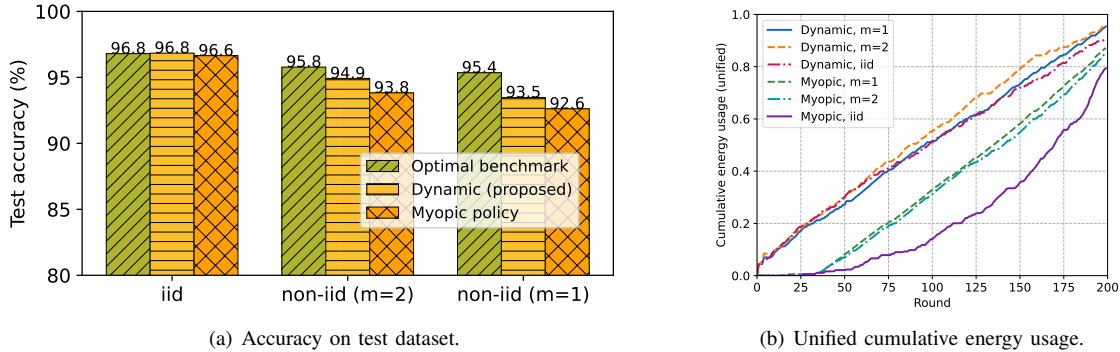 100
95
90
85
80
Test accuracy (%)
96.8 96.8 96.6
95.8 94.9 93.8
95.4 93.5 92.6
Optimal benchmark
Dynamic (proposed)
Myopic policy
iid non-iid (m=2) non-iid (m=1)
(a) Accuracy on test dataset.
1.0
0.8
0.6
0.4
0.2
0.0
Cumulative energy usage (unified)
Dynamic, m=1
Dynamic, m=2
Dynamic, iid
Myopic, m=1
Myopic, m=2
Myopic, iid
0 25 50 75 100 125 150 175 200
Round
(b) Unified cumulative energy usage.